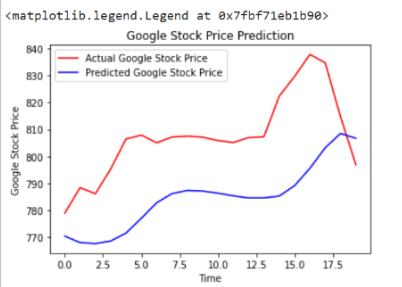 <matplotlib.legend.Legend at 0x7fbf71eb1b90>
Google Stock Price Prediction
Actual Google Stock Price
Predicted Google Stock Price
Google Stock Price
840
830
820
810
800
790
780
770
0.0 2.5 5.0 7.5 10.0 12.5 15.0 17.5
Time